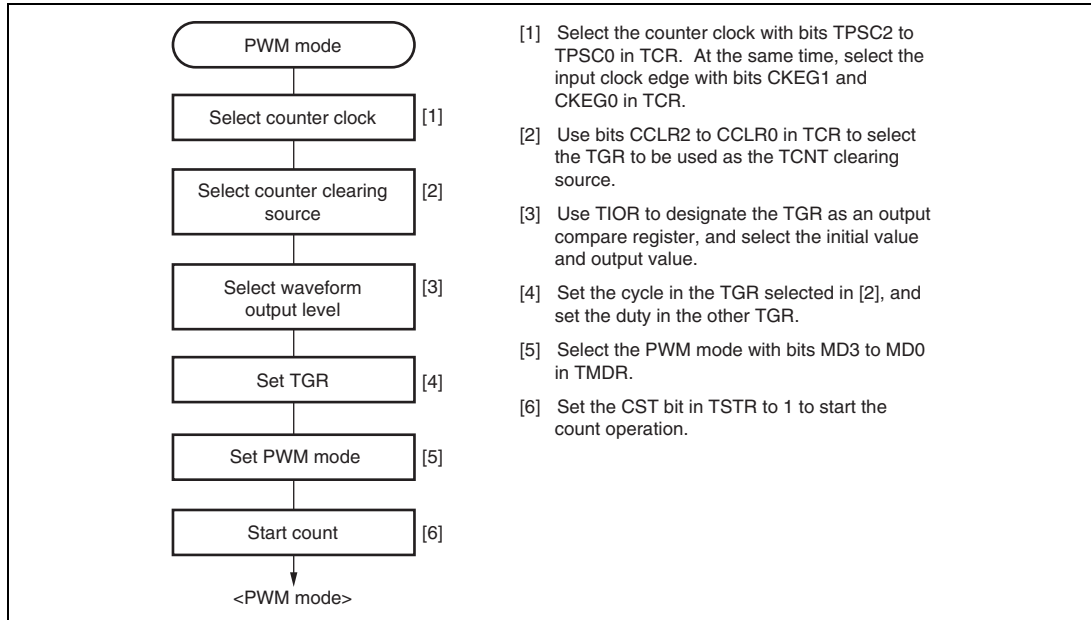 PWM mode
Select counter clock
[1]
Select counter clearing
source
[2]
Select waveform
output level
[3]
Set TGR
[4]
Set PWM mode
[5]
Start count
[6]
<PWM mode>
[1] Select the counter clock with bits TPSC2 to
TPSC0 in TCR. At the same time, select the
input clock edge with bits CKEG1 and
CKEG0 in TCR.
[2] Use bits CCLR2 to CCLR0 in TCR to select
the TGR to be used as the TCNT clearing
source.
[3] Use TIOR to designate the TGR as an output
compare register, and select the initial value
and output value.
[4] Set the cycle in the TGR selected in [2], and
set the duty in the other TGR.
[5] Select the PWM mode with bits MD3 to MD0
in TMDR.
[6] Set the CST bit in TSTR to 1 to start the
count operation.